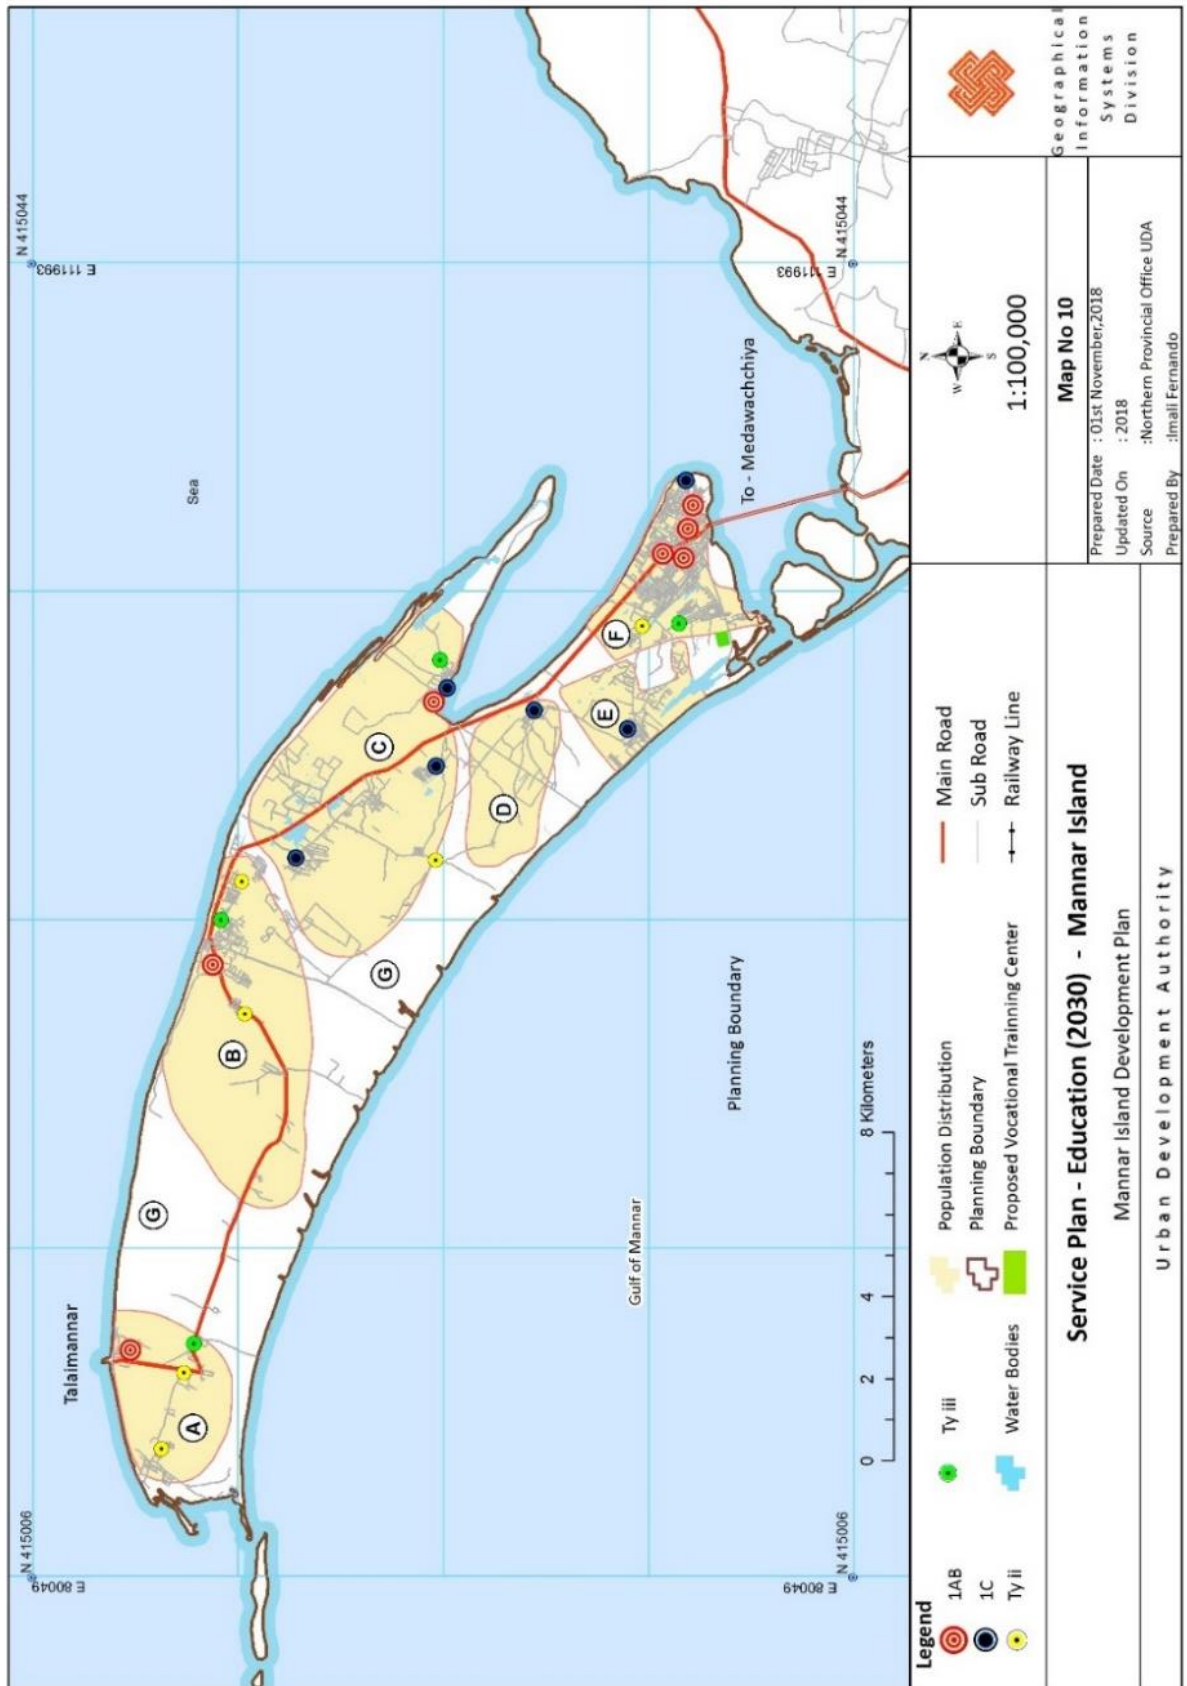 N 415044
E 111993
N 415044
E 111993
Sea
To - Medawachchiya
Talaimannar
A
B
C
D
E
F
G
G
Gulf of Mannar
Planning Boundary
N 415006
E 80049
N 415006
E 80049
0 2 4 8 Kilometers
Legend
1AB
1C
Ty ii
Ty iii
Water Bodies
Population Distribution
Planning Boundary
Proposed Vocational Trainning Center
Main Road
Sub Road
Railway Line
Service Plan - Education (2030) - Mannar Island
Mannar Island Development Plan
Urban Development Authority
N
W E
S
1:100,000
Map No 10
Prepared Date : 01st November,2018
Updated On : 2018
Source :Northern Provincial Office UDA
Prepared By :Imali Fernando
Geographical
Information
Systems
Division